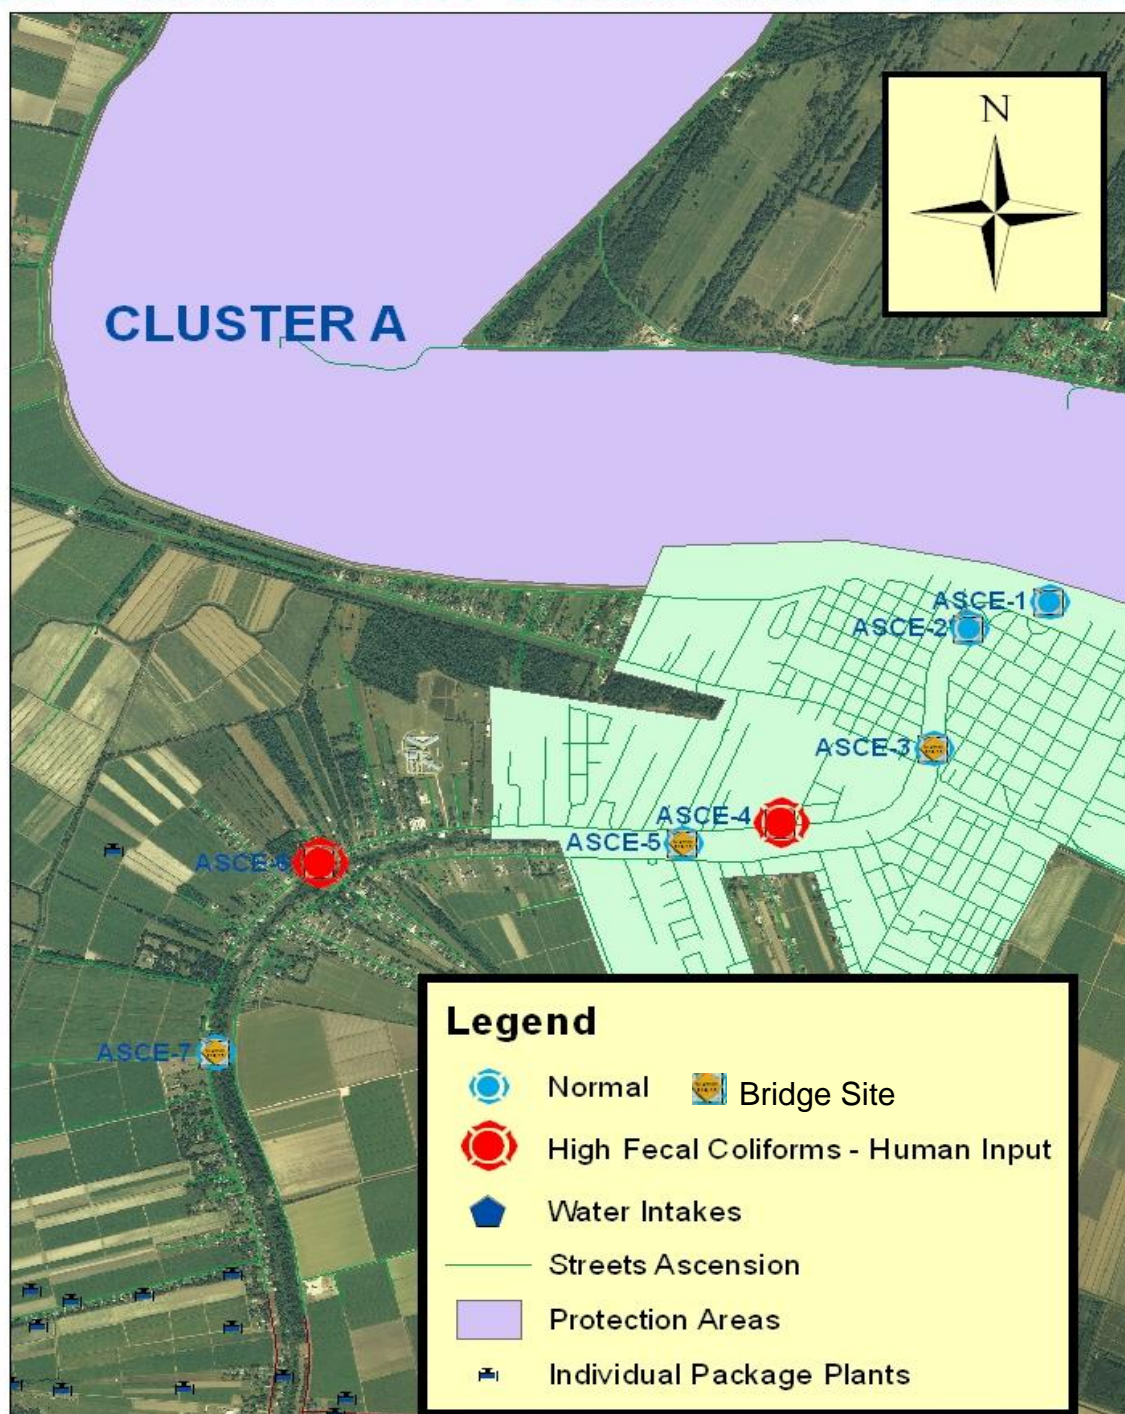 N
CLUSTER A
ASCE-1
ASCE-2
ASCE-3
ASCE-4
ASCE-5
ASCE-6
ASCE-7
Legend
Normal Bridge Site
High Fecal Coliforms - Human Input
Water Intakes
Streets Ascension
Protection Areas
Individual Package Plants